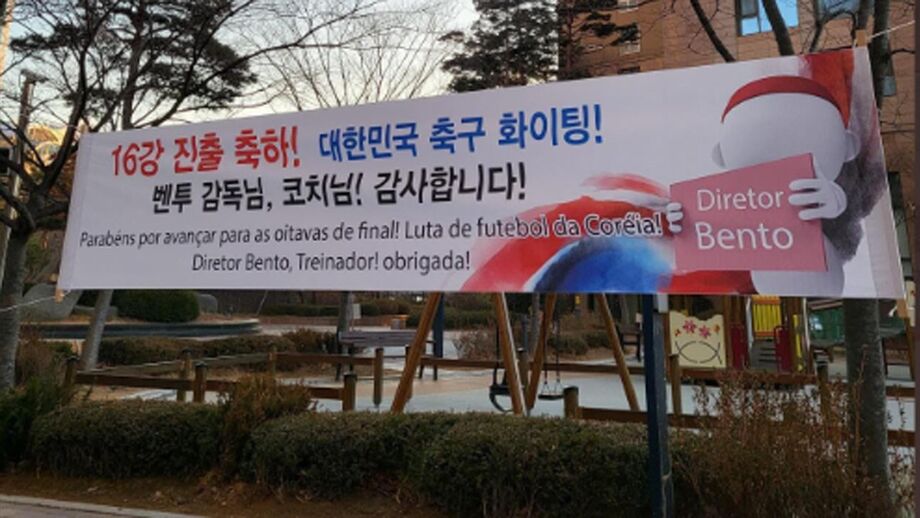 16강 진출 축하! 대한민국 축구 화이팅!
벤투 감독님, 코치님! 감사합니다!
Parabéns por avançar para as oitavas de final! Luta de futebol da Coréia!
Diretor Bento, Treinador! obrigada!
Diretor
Bento